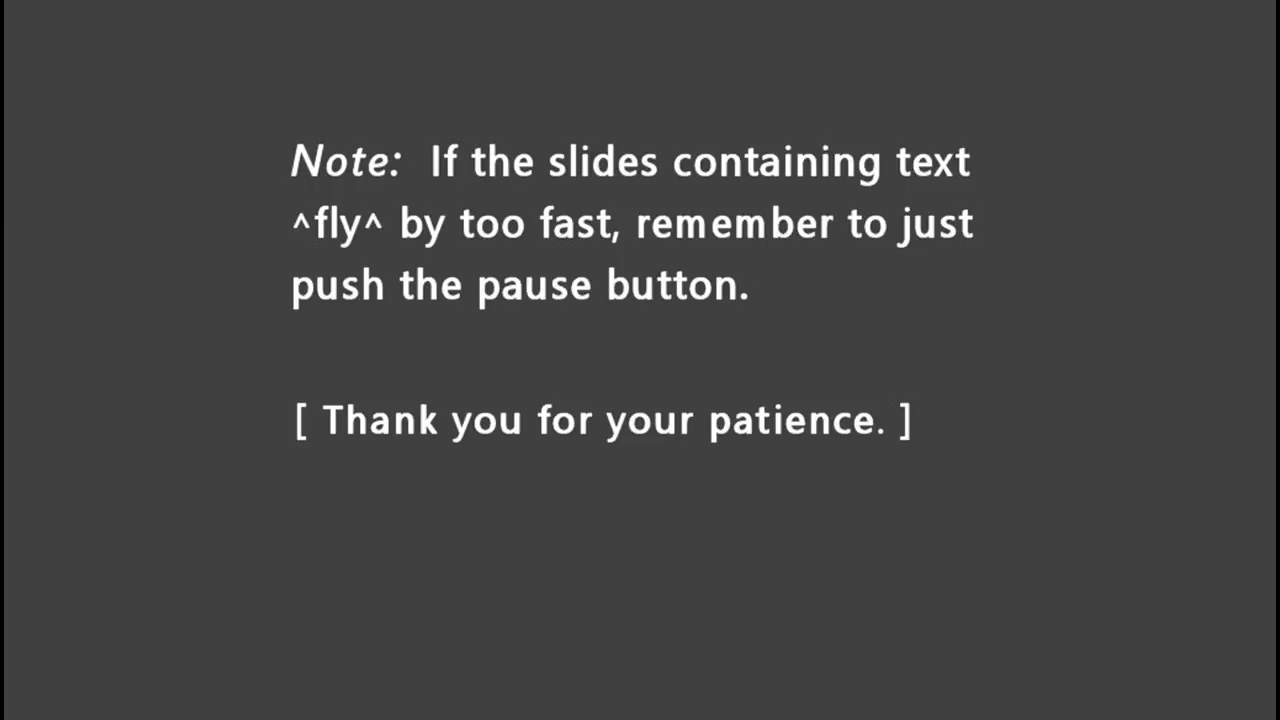 Note: If the slides containing text
^fly^ by too fast, remember to just
push the pause button.
[ Thank you for your patience. ]